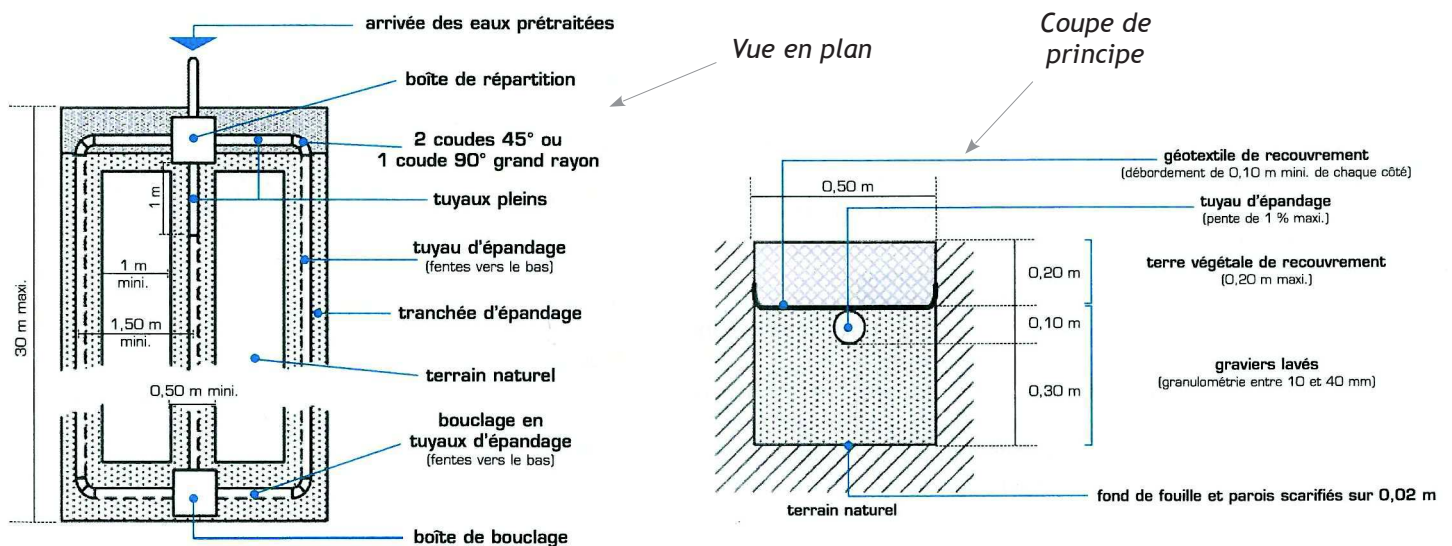 arrivée des eaux prétraitées
Vue en plan
boîte de répartition
2 coudes 45° ou
1 coude 90° grand rayon
1 m
tuyaux pleins
tuyau d'épandage
(fentes vers le bas)
1 m
mini.
tranchée d'épandage
1,50 m
mini.
30 m maxi.
terrain naturel
0,50 m mini.
bouclage en
tuyaux d'épandage
(fentes vers le bas)
boîte de bouclage
Coupe de
principe
géotextile de recouvrement
(débordement de 0,10 m mini. de chaque côté)
0,50 m
tuyau d'épandage
(pente de 1 % maxi.)
0,20 m
terre végétale de recouvrement
(0,20 m maxi.)
0,10 m
graviers lavés
(granulométrie entre 10 et 40 mm)
0,30 m
fond de fouille et parois scarifiés sur 0,02 m
terrain naturel